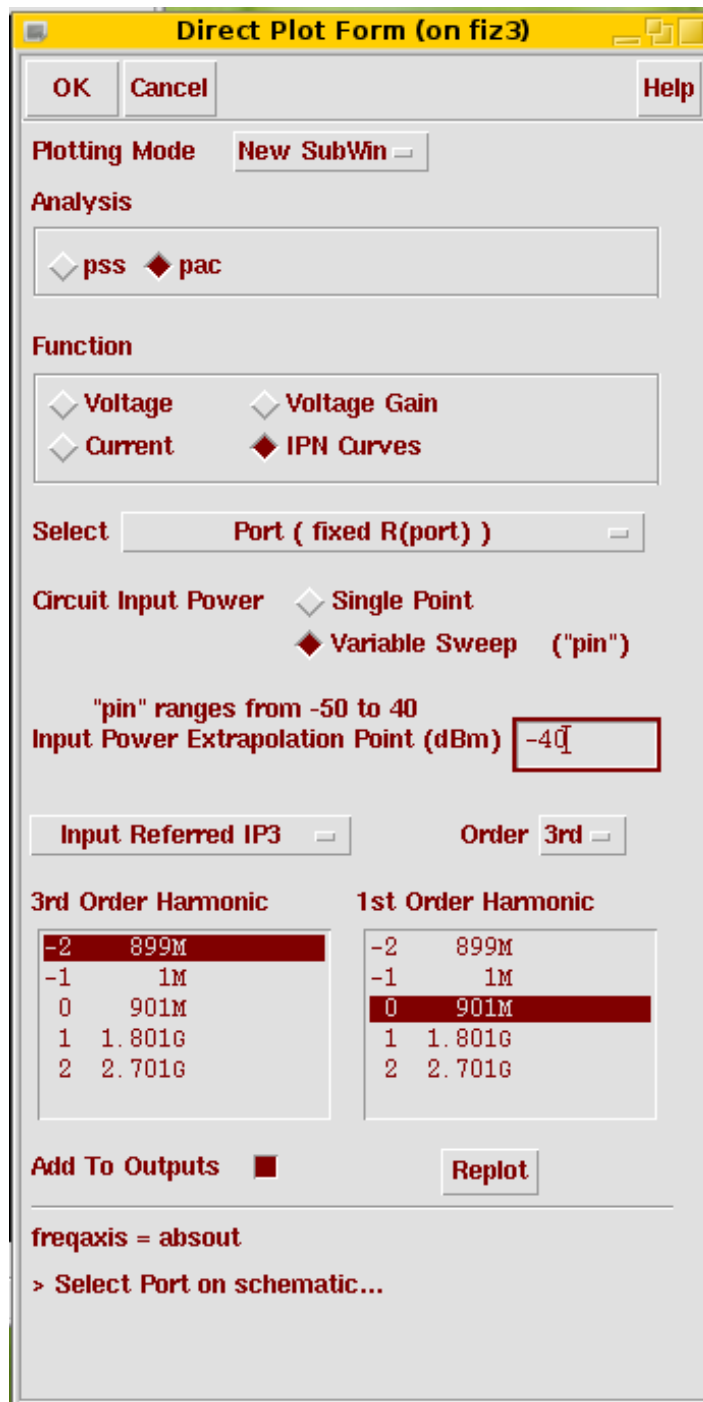 Direct Plot Form (on fiz3)
OK Cancel Help
Plotting Mode New SubWin
Analysis
pss pac
Function
Voltage Voltage Gain
Current IPN Curves
Select Port ( fixed R(port) )
Circuit Input Power Single Point
Variable Sweep ("pin")
"pin" ranges from -50 to 40
Input Power Extrapolation Point (dBm) -40
Input Referred IP3 Order 3rd
3rd Order Harmonic 1st Order Harmonic
-2 899M -2 899M
-1 1M -1 1M
0 901M 0 901M
1 1.801G 1 1.801G
2 2.701G 2 2.701G
Add To Outputs Replot
freqaxis = absout
> Select Port on schematic...